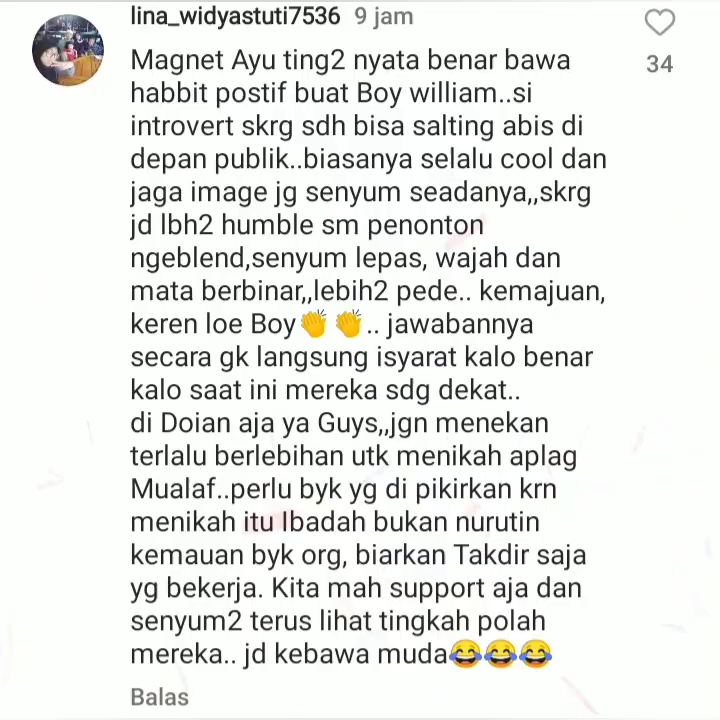 lina_widyastuti7536 9 jam
Magnet Ayu ting2 nyata benar bawa
34
habbit postif buat Boy william..si
introvert skrg sdh bisa salting abis di
depan publik..biasanya selalu cool dan
jaga image jg senyum seadanya,,skrg
jd lbh2 humble sm penonton
ngeblend,senyum lepas, wajah dan
mata berbinar,,lebih2 pede.. kemajuan,
keren loe Boy👏 👏.. jawabannya
secara gk langsung isyarat kalo benar
kalo saat ini mereka sdg dekat..
di Doian aja ya Guys,,jgn menekan
terlalu berlebihan utk menikah aplag
Mualaf..perlu byk yg di pikirkan krn
menikah itu Ibadah bukan nurutin
kemauan byk org, biarkan Takdir saja
yg bekerja. Kita mah support aja dan
senyum2 terus lihat tingkah polah
mereka.. jd kebawa muda😂😂😂
Balas